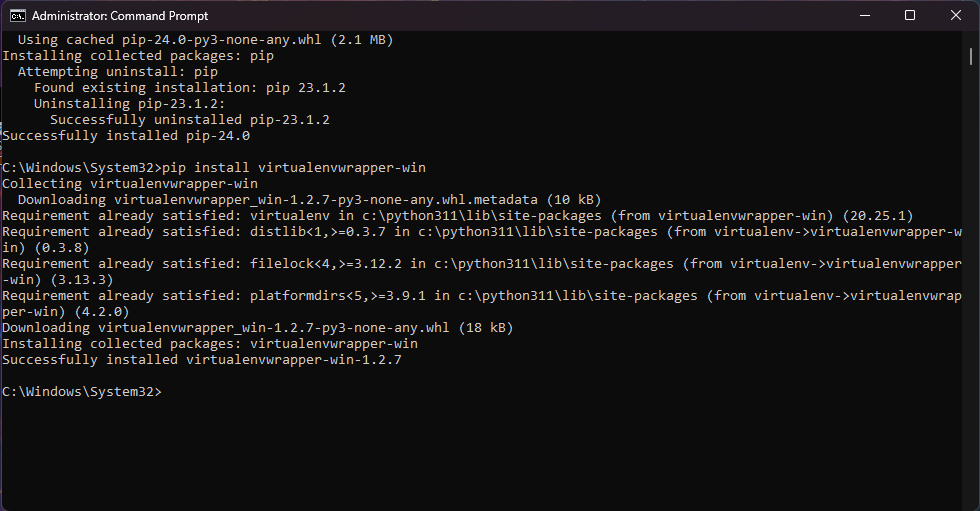 Administrator: Command Prompt
Using cached pip-24.0-py3-none-any.whl (2.1 MB)
Installing collected packages: pip
Attempting uninstall: pip
Found existing installation: pip 23.1.2
Uninstalling pip-23.1.2:
Successfully uninstalled pip-23.1.2
Successfully installed pip-24.0
C:\Windows\System32>pip install virtualenvwrapper-win
Collecting virtualenvwrapper-win
Downloading virtualenvwrapper_win-1.2.7-py3-none-any.whl.metadata (10 kB)
Requirement already satisfied: virtualenv in c:\python311\lib\site-packages (from virtualenvwrapper-win) (20.25.1)
Requirement already satisfied: distlib<1,>=0.3.7 in c:\python311\lib\site-packages (from virtualenv->virtualenvwrapper-w
in) (0.3.8)
Requirement already satisfied: filelock<4,>=3.12.2 in c:\python311\lib\site-packages (from virtualenv->virtualenvwrapper
-win) (3.13.3)
Requirement already satisfied: platformdirs<5,>=3.9.1 in c:\python311\lib\site-packages (from virtualenv->virtualenvwrap
per-win) (4.2.0)
Downloading virtualenvwrapper_win-1.2.7-py3-none-any.whl (18 kB)
Installing collected packages: virtualenvwrapper-win
Successfully installed virtualenvwrapper-win-1.2.7
C:\Windows\System32>